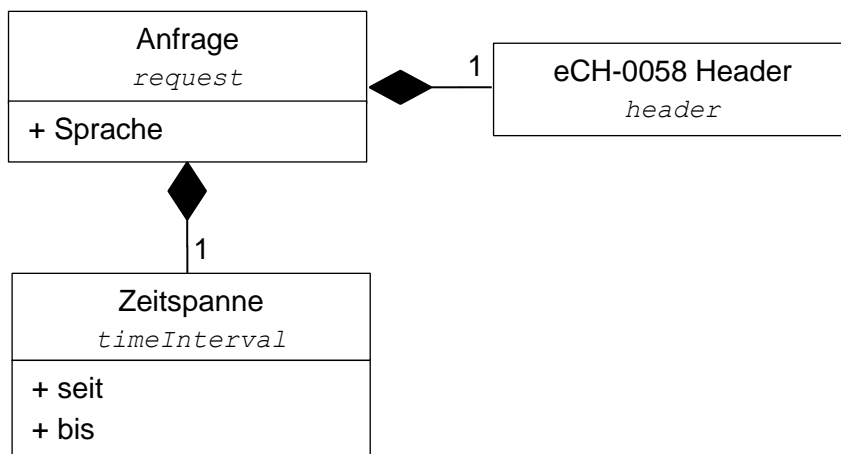 Anfrage
request
+ Sprache
1
eCH-0058 Header
header
1
Zeitspanne
timeInterval
+ seit
+ bis